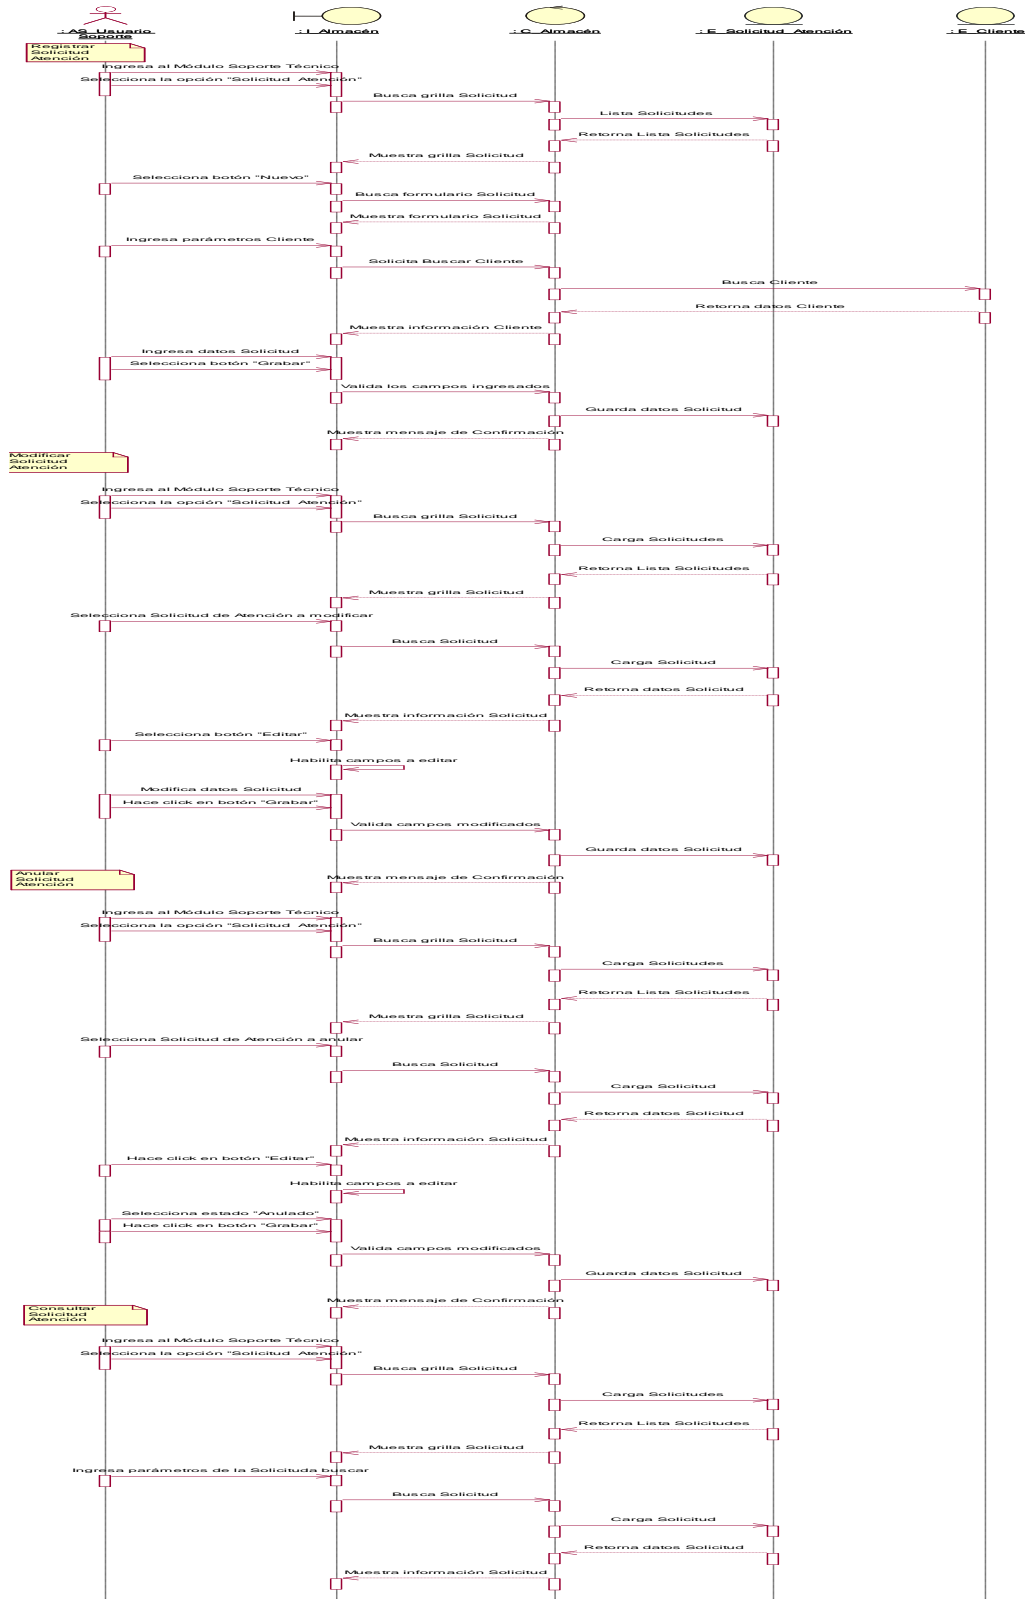 : AS_Usuario
Soporte
: I_Almacén
: C_Almacén
: E_Solicitud_Atención
: E_Cliente
Registrar
Solicitud
Atención
Ingresa al Módulo Soporte Técnico
Selecciona la opción "Solicitud Atención"
Busca grilla Solicitud
Lista Solicitudes
Retorna Lista Solicitudes
Muestra grilla Solicitud
Selecciona botón "Nuevo"
Busca formulario Solicitud
Muestra formulario Solicitud
Ingresa parámetros Cliente
Solicita Buscar Cliente
Busca Cliente
Retorna datos Cliente
Muestra información Cliente
Ingresa datos Solicitud
Selecciona botón "Grabar"
Valida los campos ingresados
Guarda datos Solicitud
Muestra mensaje de Confirmación
Modificar
Solicitud
Atención
Ingresa al Módulo Soporte Técnico
Selecciona la opción "Solicitud Atención"
Busca grilla Solicitud
Carga Solicitudes
Retorna Lista Solicitudes
Muestra grilla Solicitud
Selecciona Solicitud de Atención a modificar
Busca Solicitud
Carga Solicitud
Retorna datos Solicitud
Muestra información Solicitud
Selecciona botón "Editar"
Habilita campos a editar
Modifica datos Solicitud
Hace click en botón "Grabar"
Valida campos modificados
Guarda datos Solicitud
Muestra mensaje de Confirmación
Anular
Solicitud
Atención
Ingresa al Módulo Soporte Técnico
Selecciona la opción "Solicitud Atención"
Busca grilla Solicitud
Carga Solicitudes
Retorna Lista Solicitudes
Muestra grilla Solicitud
Selecciona Solicitud de Atención a anular
Busca Solicitud
Carga Solicitud
Retorna datos Solicitud
Muestra información Solicitud
Hace click en botón "Editar"
Habilita campos a editar
Selecciona estado "Anulado"
Hace click en botón "Grabar"
Valida campos modificados
Guarda datos Solicitud
Muestra mensaje de Confirmación
Consultar
Solicitud
Atención
Ingresa al Módulo Soporte Técnico
Selecciona la opción "Solicitud Atención"
Busca grilla Solicitud
Carga Solicitudes
Retorna Lista Solicitudes
Muestra grilla Solicitud
Ingresa parámetros de la Solicituda buscar
Busca Solicitud
Carga Solicitud
Retorna datos Solicitud
Muestra información Solicitud